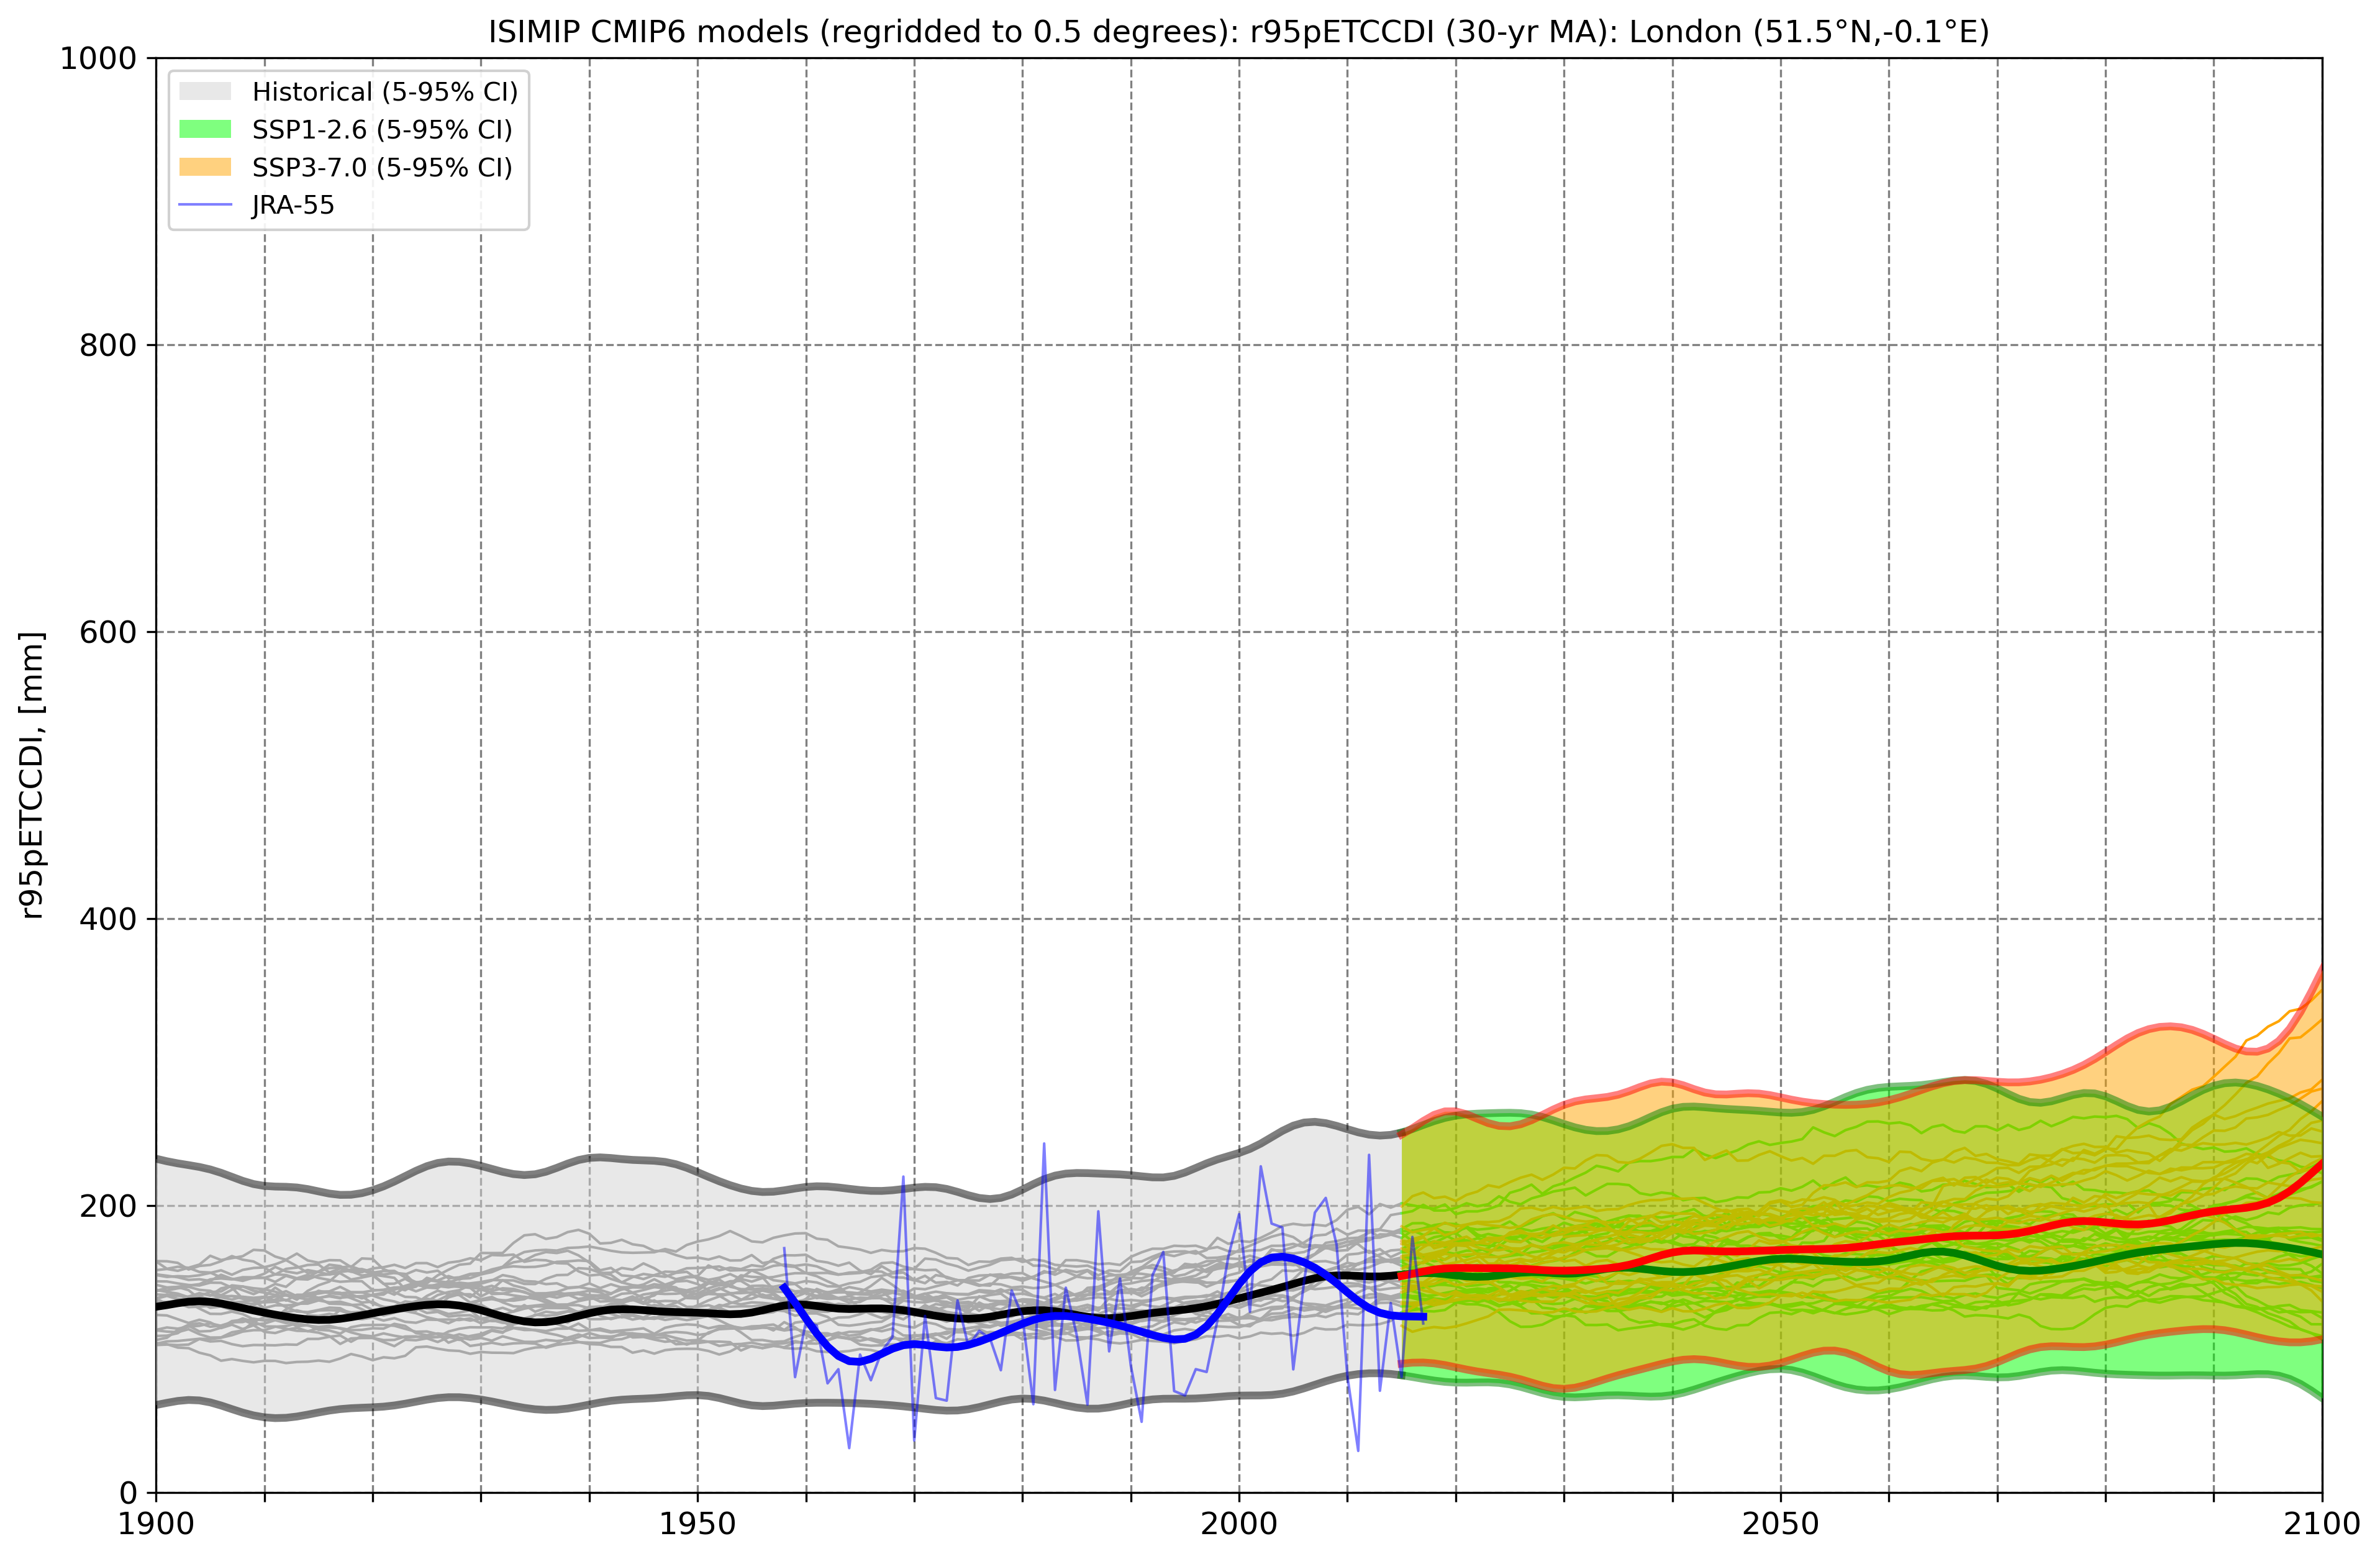 ISIMIP CMIP6 models (regridded to 0.5 degrees): r95pETCCDI (30-yr MA): London (51.5°N,-0.1°E)
1000
800
600
400
200
0
r95pETCCDI, [mm]
Historical (5-95% CI)
SSP1-2.6 (5-95% CI)
SSP3-7.0 (5-95% CI)
JRA-55
1900
1950
2000
2050
2100